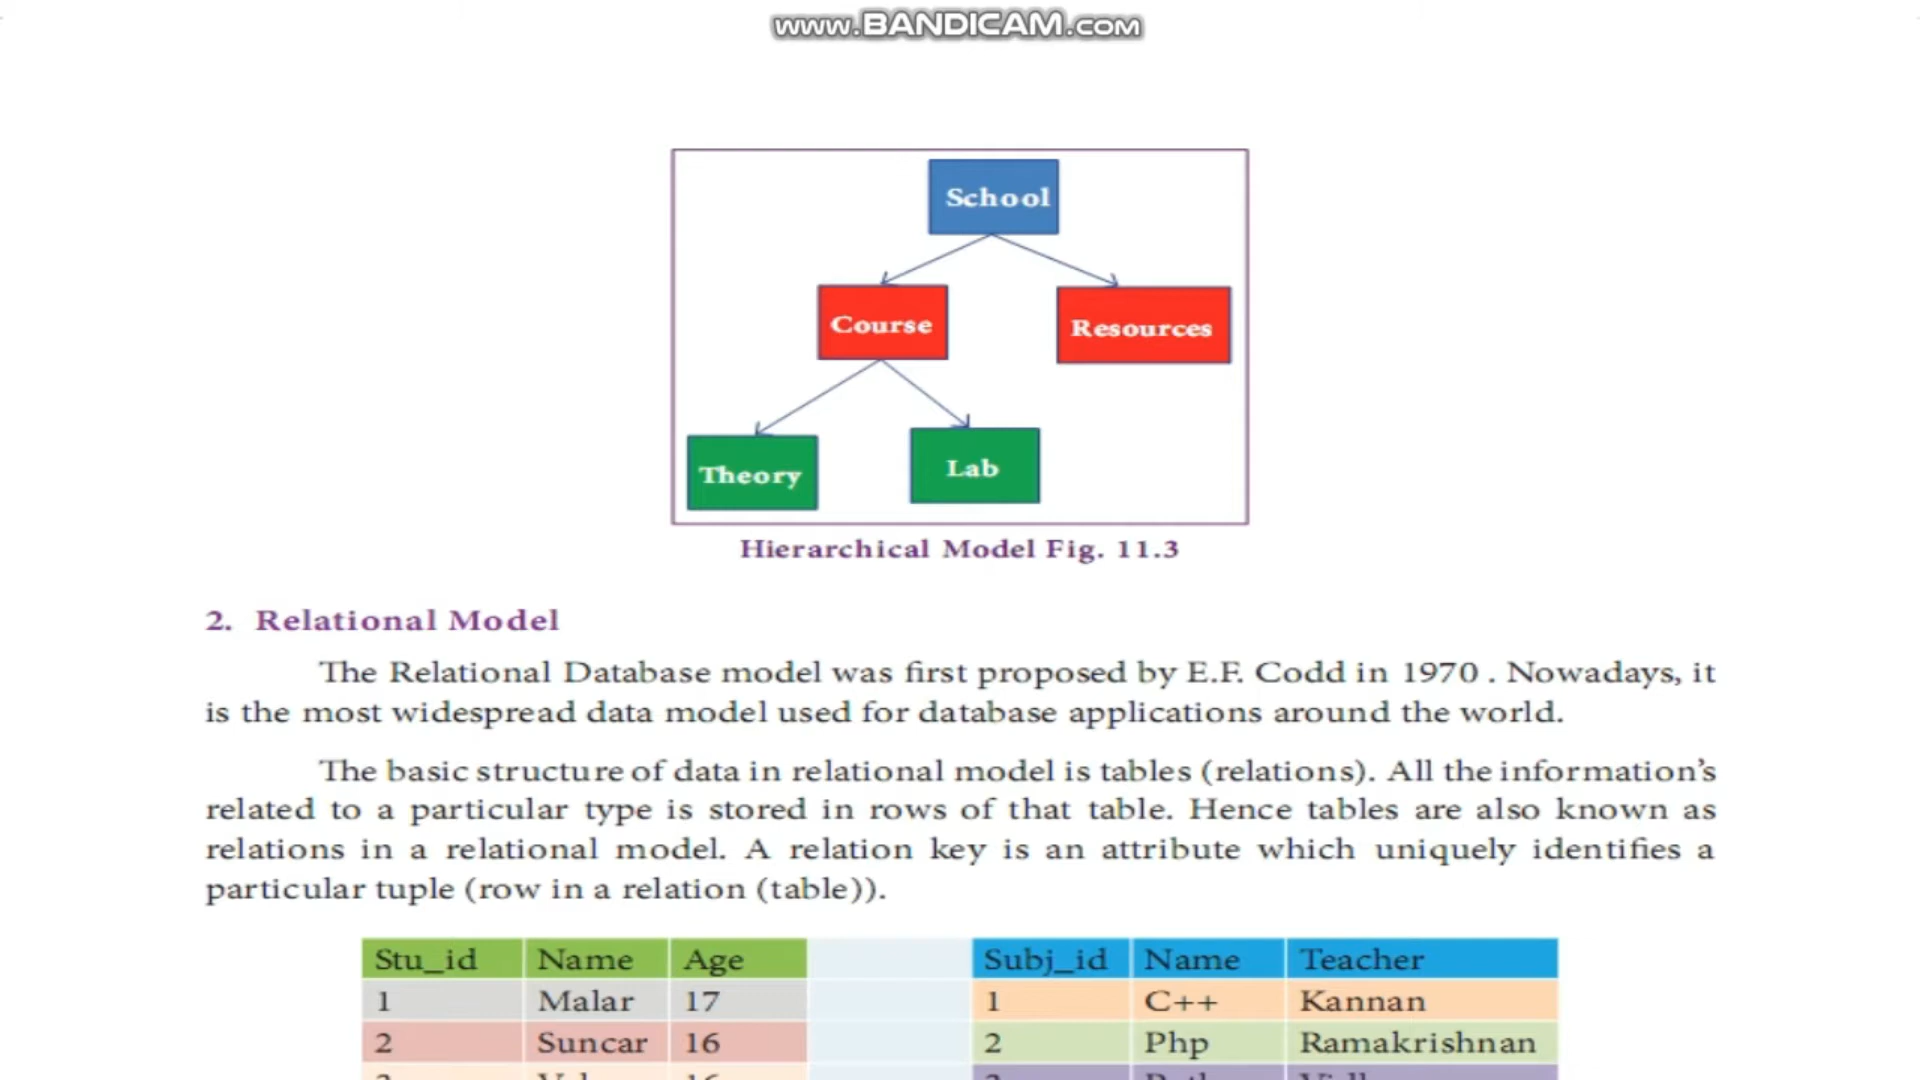 www.BANDICAM.com
School
Course
Resources
Theory
Lab
Hierarchical Model Fig. 11.3
2. Relational Model
The Relational Database model was first proposed by E.F. Codd in 1970 . Nowadays, it
is the most widespread data model used for database applications around the world.
The basic structure of data in relational model is tables (relations). All the information's
related to a particular type is stored in rows of that table. Hence tables are also known as
relations in a relational model. A relation key is an attribute which uniquely identifies a
particular tuple (row in a relation (table)).
Stu_id Name Age Subj_id Name Teacher
1 Malar 17 1 C++ Kannan
2 Suncar 16 2 Php Ramakrishnan